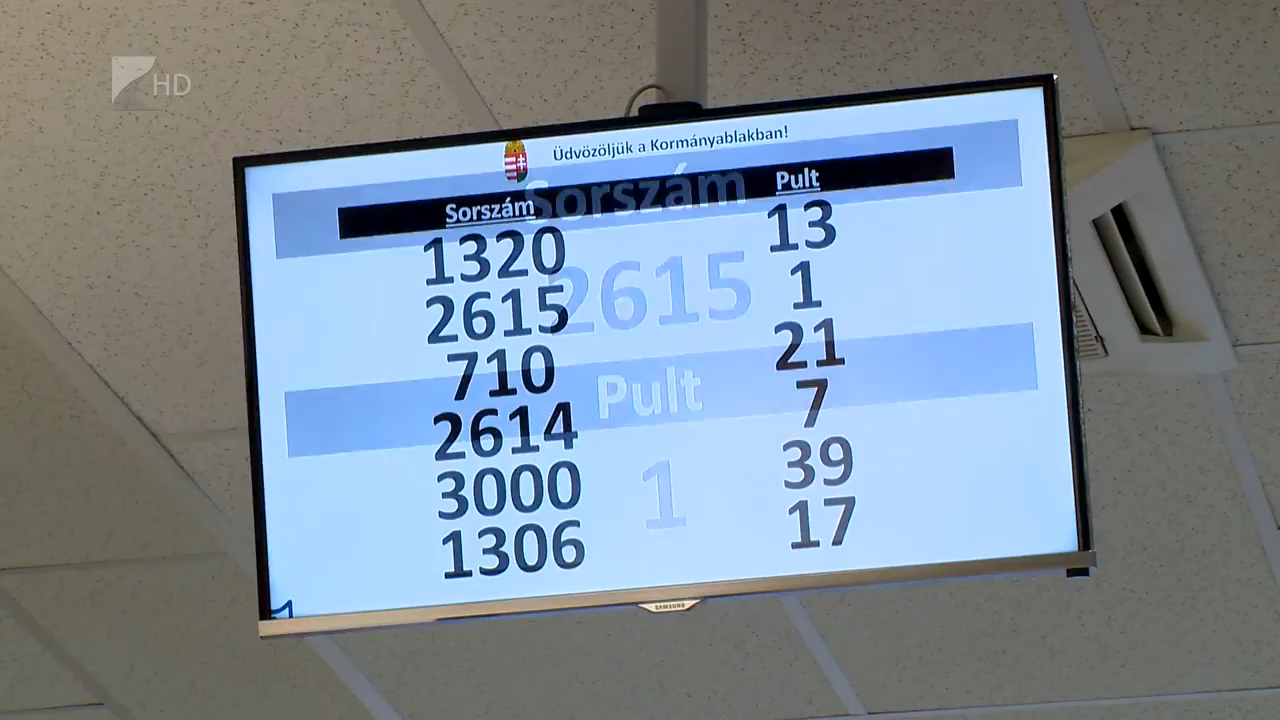 HD
Üdvözöljük a Kormányablakban!
Sorszám Pult
Sorszám
1320 13
2615 1
2615
710 21
Pult
2614 7
3000 39
1
1306 17
SAMSUNG